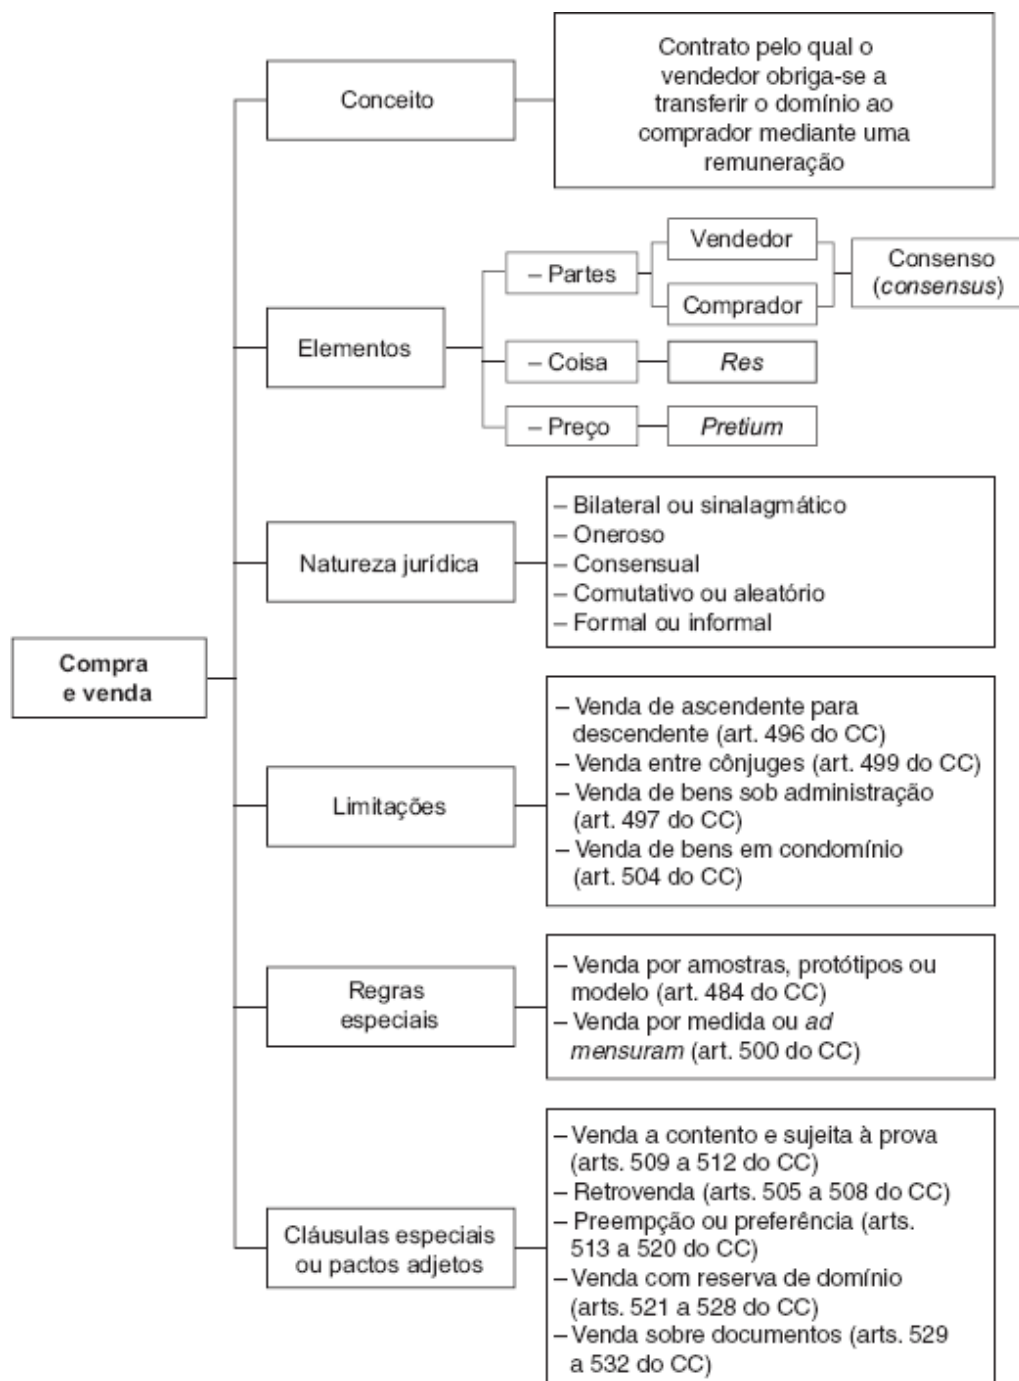 Conceito
Contrato pelo qual o
vendedor obriga-se a
transferir o domínio ao
comprador mediante uma
remuneração
Elementos
– Partes
Vendedor
Comprador
Consenso
(consensus)
– Coisa
Res
– Preço
Pretium
Natureza jurídica
– Bilateral ou sinalagmático
– Oneroso
– Consensual
– Comutativo ou aleatório
– Formal ou informal
Compra
e venda
Limitações
– Venda de ascendente para
descendente (art. 496 do CC)
– Venda entre cônjuges (art. 499 do CC)
– Venda de bens sob administração
(art. 497 do CC)
– Venda de bens em condomínio
(art. 504 do CC)
Regras
especiais
– Venda por amostras, protótipos ou
modelo (art. 484 do CC)
– Venda por medida ou ad
mensuram (art. 500 do CC)
Cláusulas especiais
ou pactos adjetos
– Venda a contento e sujeita à prova
(arts. 509 a 512 do CC)
– Retrovenda (arts. 505 a 508 do CC)
– Preempção ou preferência (arts.
513 a 520 do CC)
– Venda com reserva de domínio
(arts. 521 a 528 do CC)
– Venda sobre documentos (arts. 529
a 532 do CC)